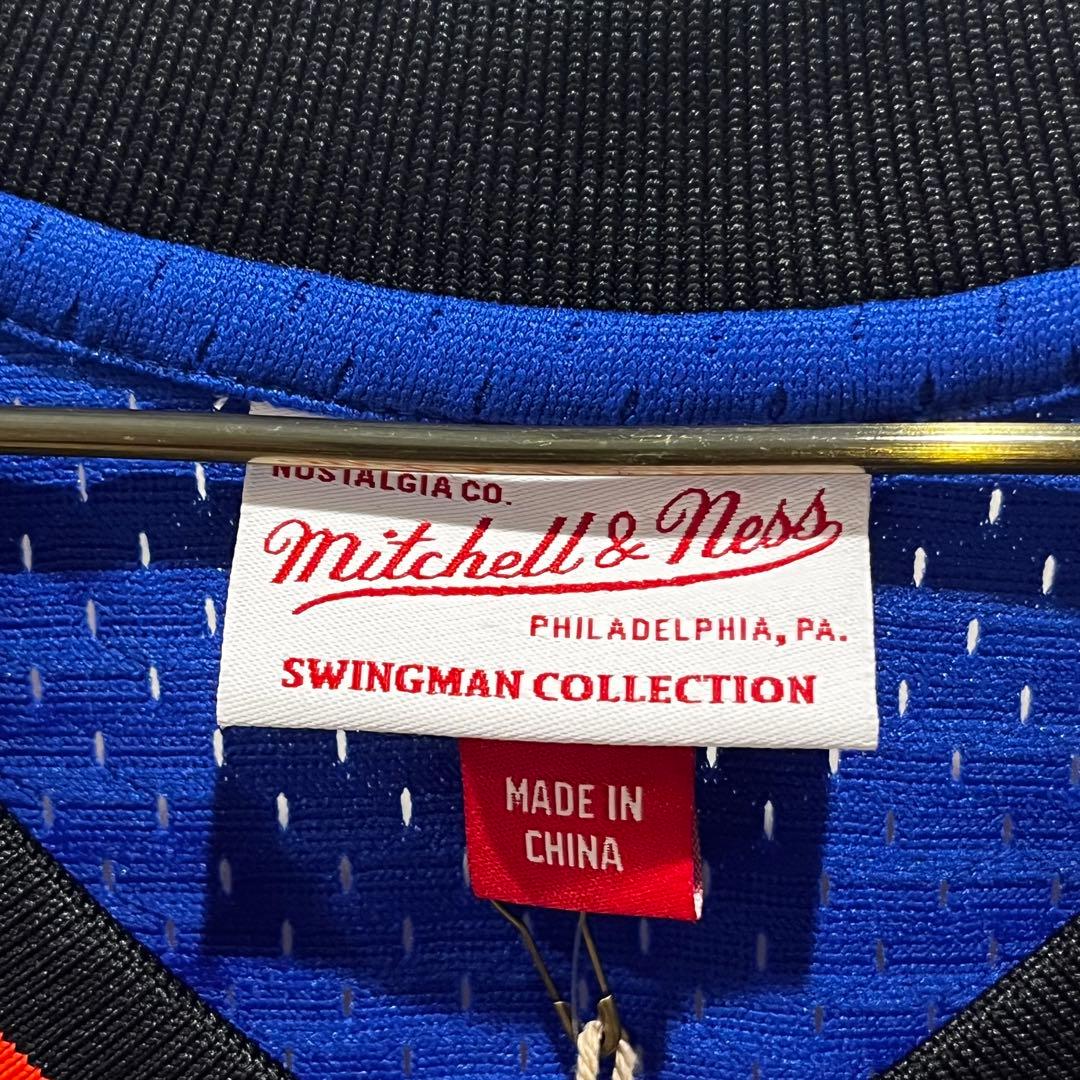 NOSTALGIA CO.
Mitchell & Ness
PHILADELPHIA, PA.
SWINGMAN COLLECTION
MADE IN
CHINA